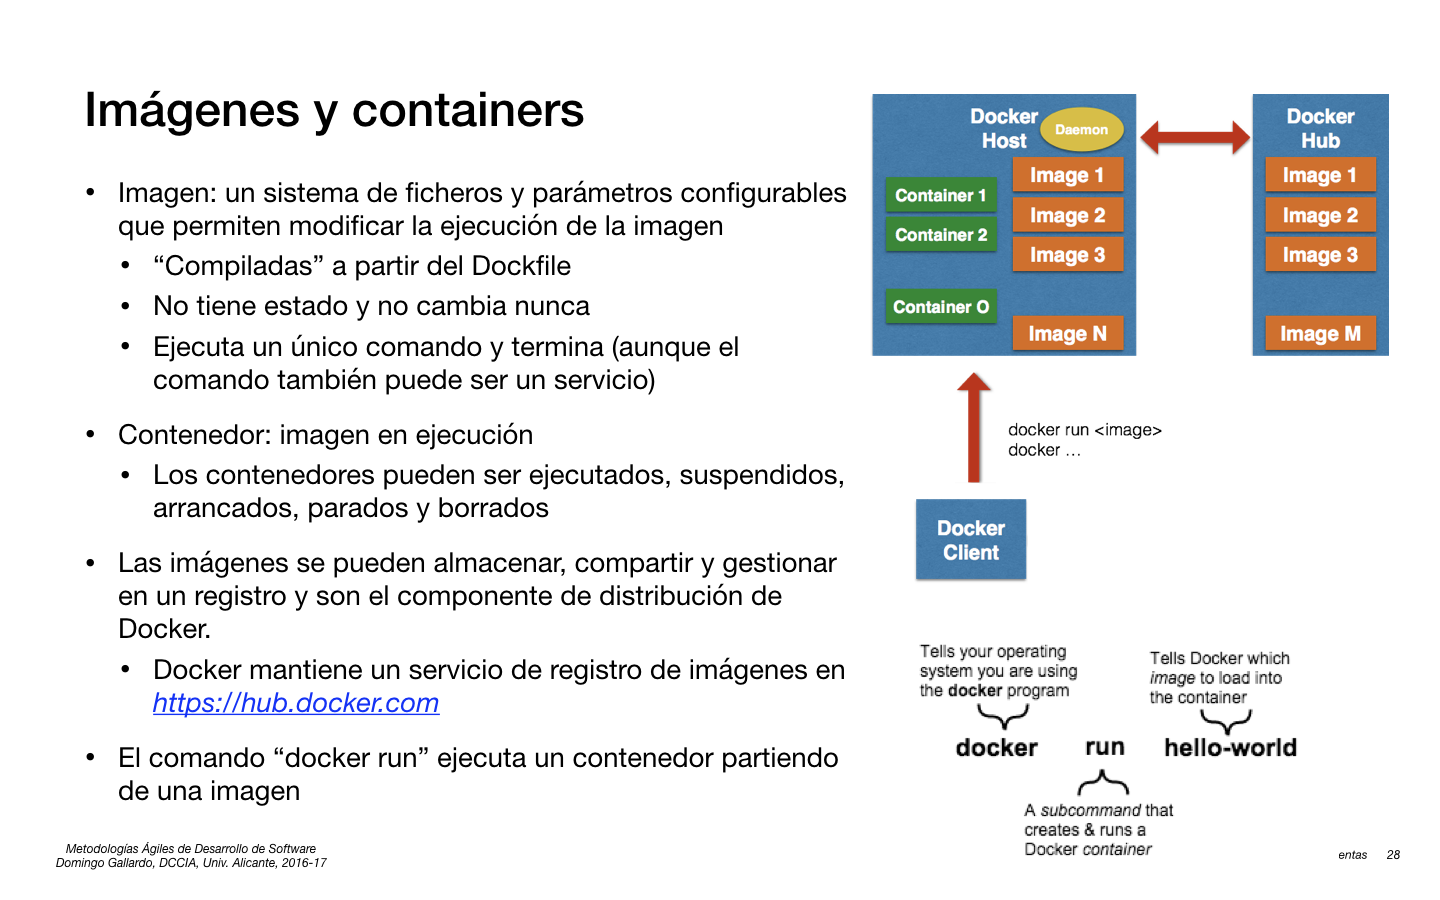 Imágenes y containers
• Imagen: un sistema de ficheros y parámetros configurables
que permiten modificar la ejecución de la imagen
• “Compiladas” a partir del Dockfile
• No tiene estado y no cambia nunca
• Ejecuta un único comando y termina (aunque el
comando también puede ser un servicio)
• Contenedor: imagen en ejecución
• Los contenedores pueden ser ejecutados, suspendidos,
arrancados, parados y borrados
• Las imágenes se pueden almacenar, compartir y gestionar
en un registro y son el componente de distribución de
Docker.
• Docker mantiene un servicio de registro de imágenes en
https://hub.docker.com
• El comando “docker run” ejecuta un contenedor partiendo
de una imagen
Docker
Host
Daemon
Container 1
Container 2
Container O
Image 1
Image 2
Image 3
Image N
Docker
Hub
Image 1
Image 2
Image 3
Image M
docker run <image>
docker …
Docker
Client
Tells your operating
system you are using
the docker program
Tells Docker which
image to load into
the container
docker run hello-world
A subcommand that
creates & runs a
Docker container
Metodologías Ágiles de Desarrollo de Software
Domingo Gallardo, DCCIA, Univ. Alicante, 2016-17
entas 28